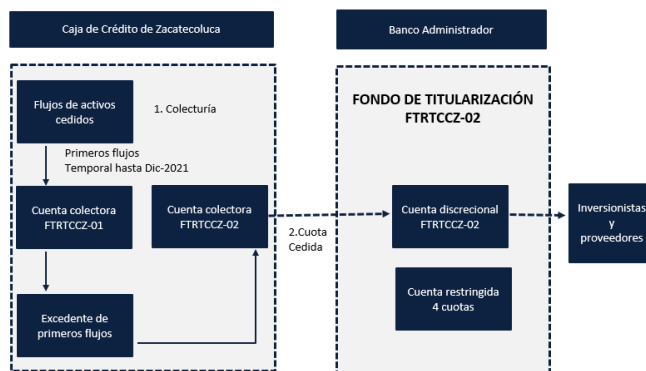 Caja de Crédito de Zacatecoluca
Banco Administrador
Flujos de activos
cedidos
1. Colecturía
Primeros flujos
Temporal hasta Dic-2021
Cuenta colectora
FTRTCCZ-01
Cuenta colectora
FTRTCCZ-02
Excedente de
primeros flujos
2.Cuota
Cedida
FONDO DE TITULARIZACIÓN
FTRTCCZ-02
Cuenta discrecional
FTRTCCZ-02
Cuenta restringida
4 cuotas
Inversionistas
y
proveedores